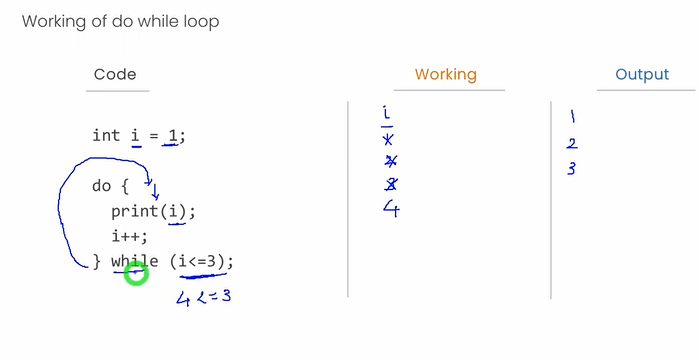 Working of do while loop
Code
int i = 1;
do {
print(i);
i++;
} while (i<=3);
4<=3
Working
i
1
2
3
4
Output
1
2
3